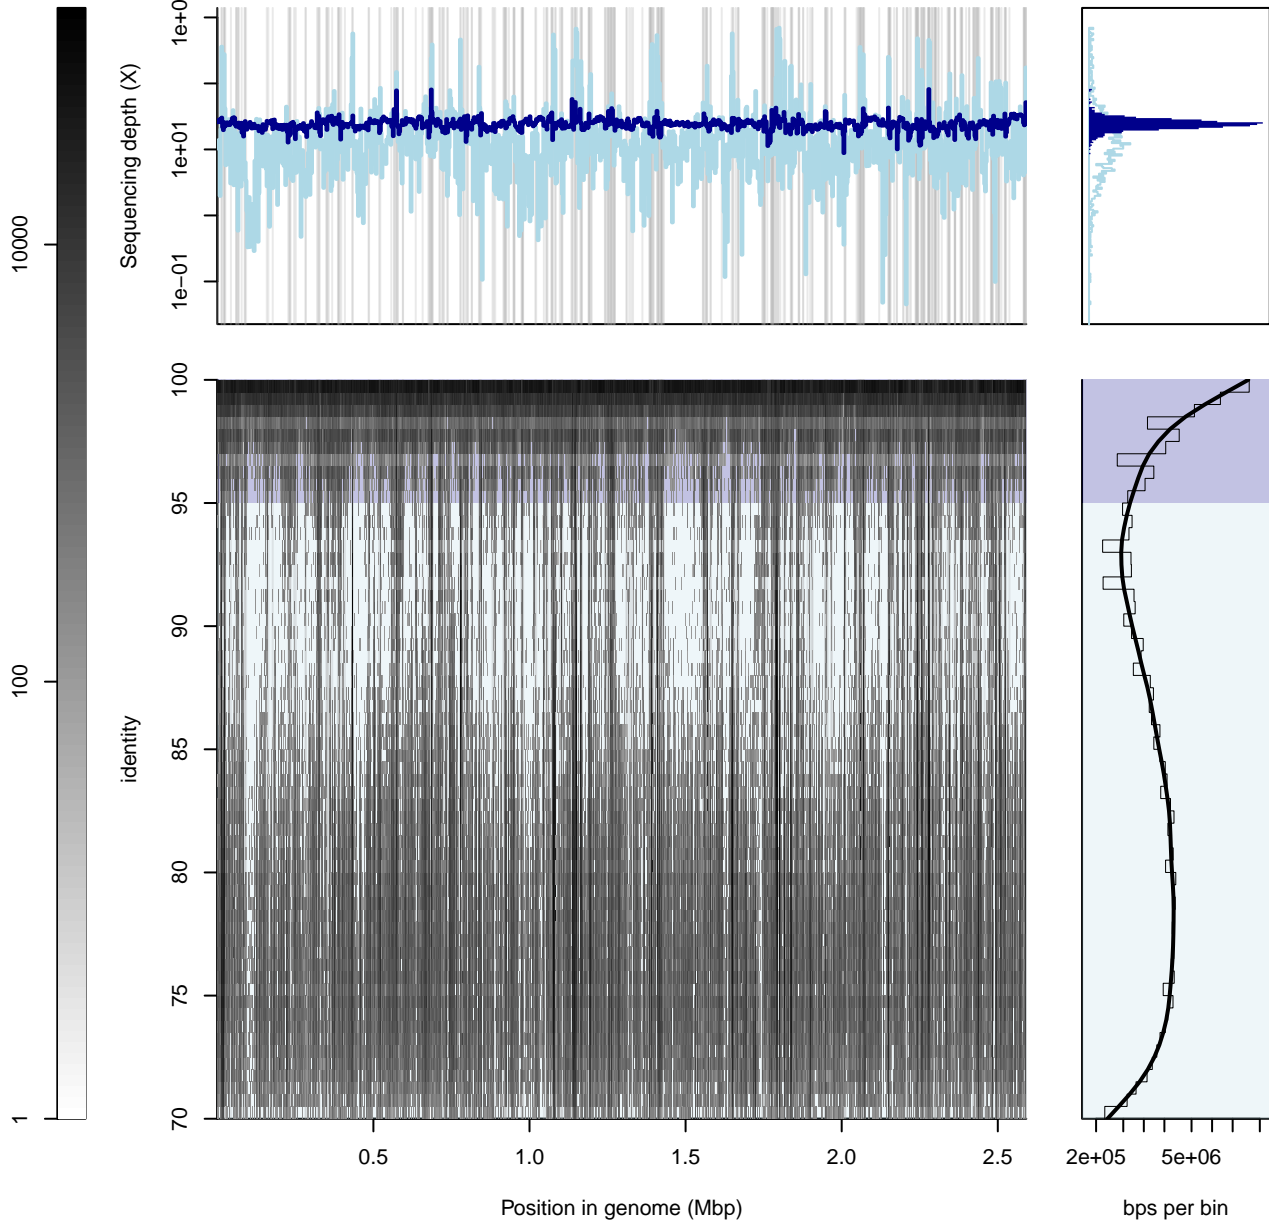 1
100
10000
Sequencing depth (X)
1e−01
1e+01
1e+0
identity
70
75
80
85
90
95
100
0.5
1.0
1.5
2.0
2.5
Position in genome (Mbp)
2e+05
5e+06
bps per bin